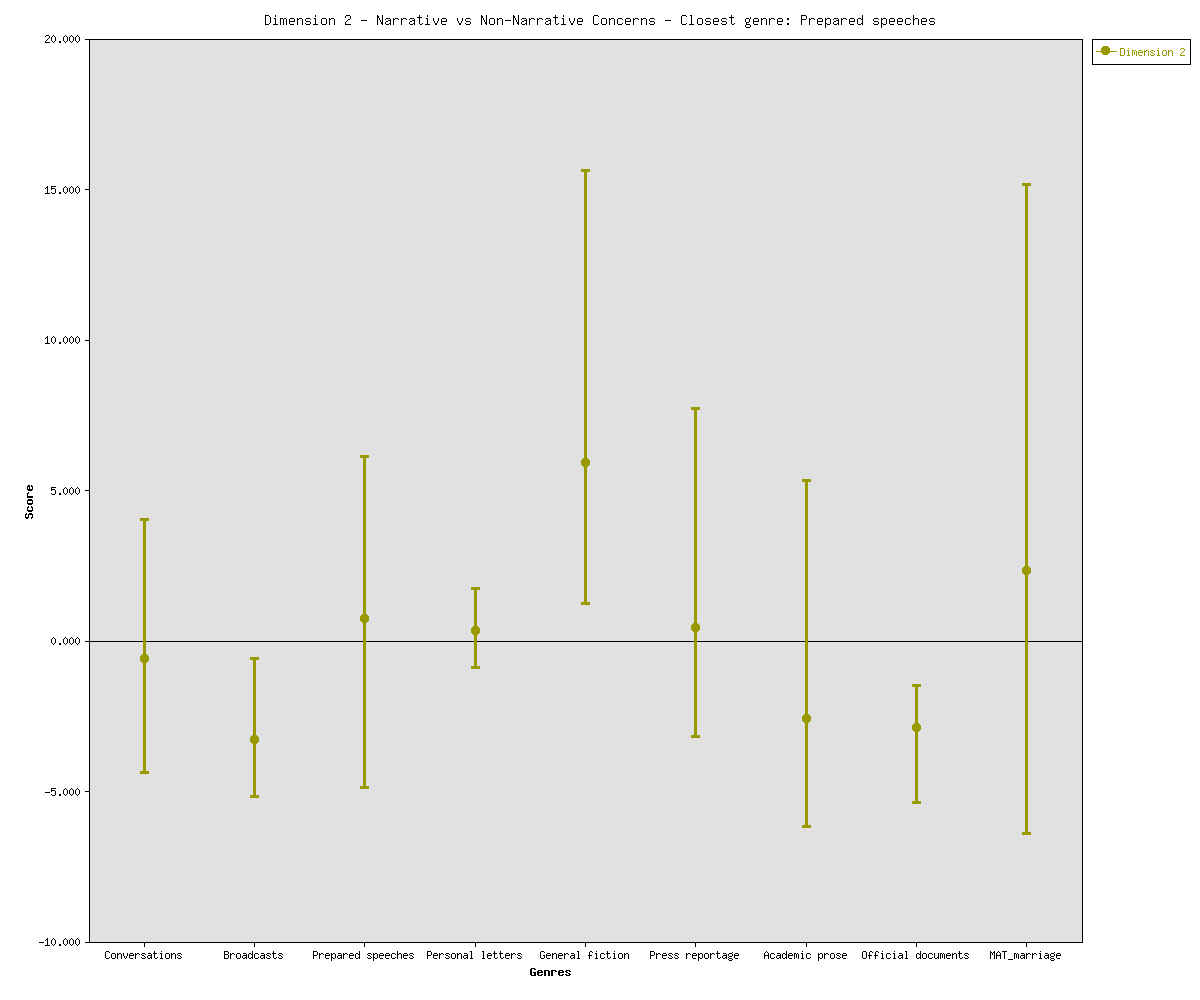 Dimension 2 - Narrative vs Non-Narrative Concerns - Closest genre: Prepared speeches
20.000
Dimension 2
15.000
10.000
5.000
Score
0.000
-5.000
-10.000
Conversations Broadcasts Prepared speeches Personal letters General fiction Press reportage Academic prose Official documents MAT_marriage
Genres